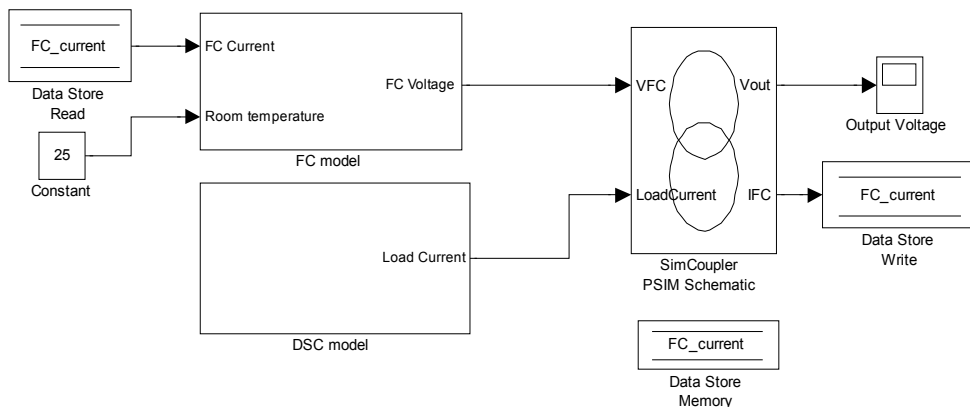 FC_current
Data Store
Read
25
Constant
FC Current
Room temperature
FC Voltage
FC model
Load Current
DSC model
VFC
LoadCurrent
Vout
IFC
SimCoupler
PSIM Schematic
Output Voltage
FC_current
Data Store
Write
FC_current
Data Store
Memory